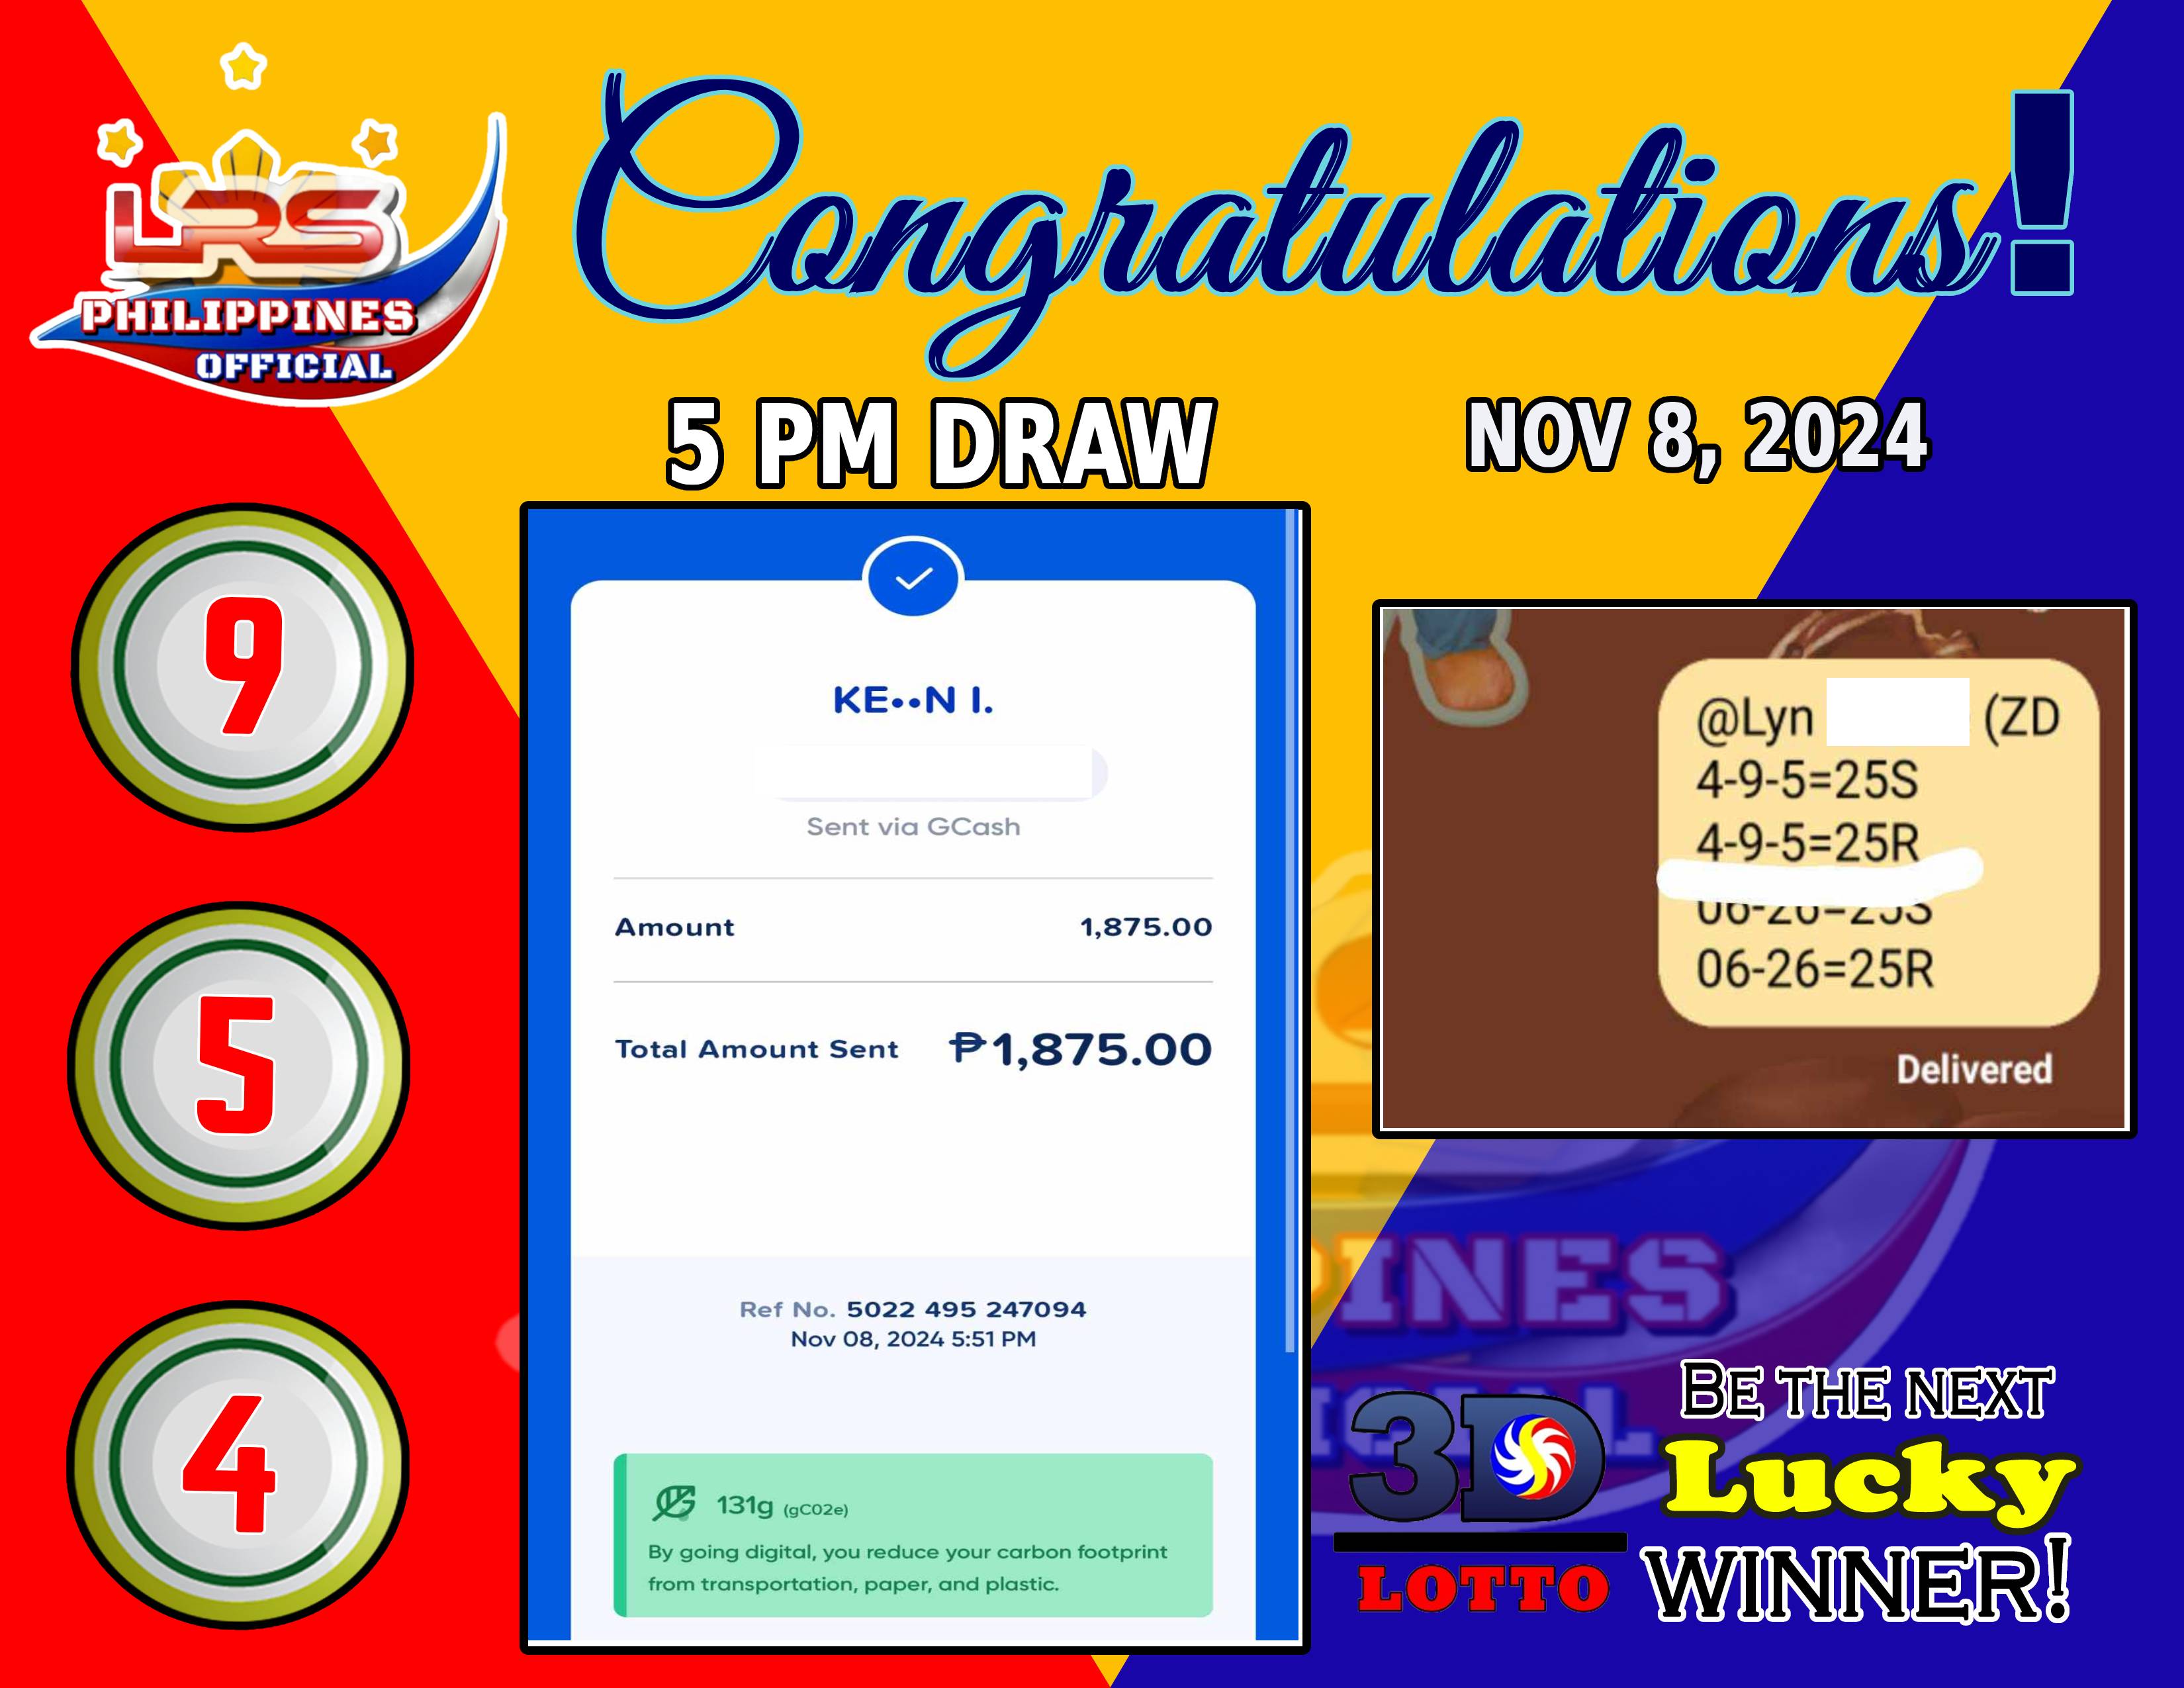 LRS
PHILIPPINES
OFFICIAL
Congratulations!
5 PM DRAW
NOV 8, 2024
9
5
4
KE••N I.
Sent via GCash
Amount 1,875.00
Total Amount Sent ₱1,875.00
Ref No. 5022 495 247094
Nov 08, 2024 5:51 PM
131g (gC02e)
By going digital, you reduce your carbon footprint
from transportation, paper, and plastic.
@Lyn (ZD
4-9-5=25S
4-9-5=25R
06-26=25R
Delivered
PINES
3D
LOTTO
BE THE NEXT
Lucky
WINNER!